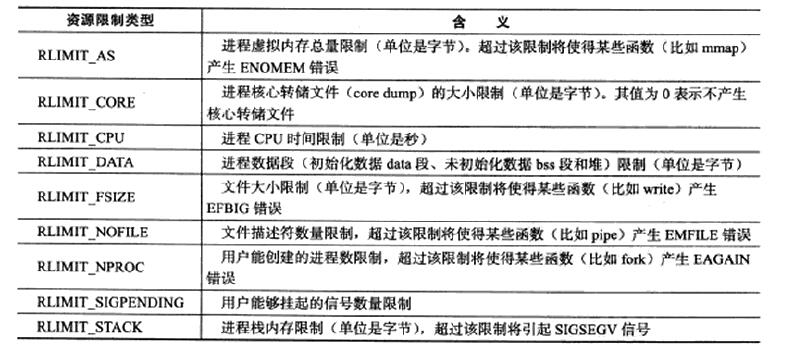 资源限制类型 含 义
RLIMIT_AS 进程虚拟内存总量限制（单位是字节）。超过该限制将使得某些函数（比如 mmap）
产生 ENOMEM 错误
RLIMIT_CORE 进程核心转储文件（core dump）的大小限制（单位是字节）。其值为 0 表示不产生
核心转储文件
RLIMIT_CPU 进程 CPU 时间限制（单位是秒）
RLIMIT_DATA 进程数据段（初始化数据 data 段、未初始化数据 bss 段和堆）限制（单位是字节）
RLIMIT_FSIZE 文件大小限制（单位是字节），超过该限制将使得某些函数（比如 write）产生
EFBIG 错误
RLIMIT_NOFILE 文件描述符数量限制，超过该限制将使得某些函数（比如 pipe）产生 EMFILE 错误
RLIMIT_NPROC 用户能创建的进程数限制，超过该限制将使得某些函数（比如 fork）产生 EAGAIN
错误
RLIMIT_SIGPENDING 用户能够挂起的信号数量限制
RLIMIT_STACK 进程栈内存限制（单位是字节），超过该限制将引起 SIGSEGV 信号